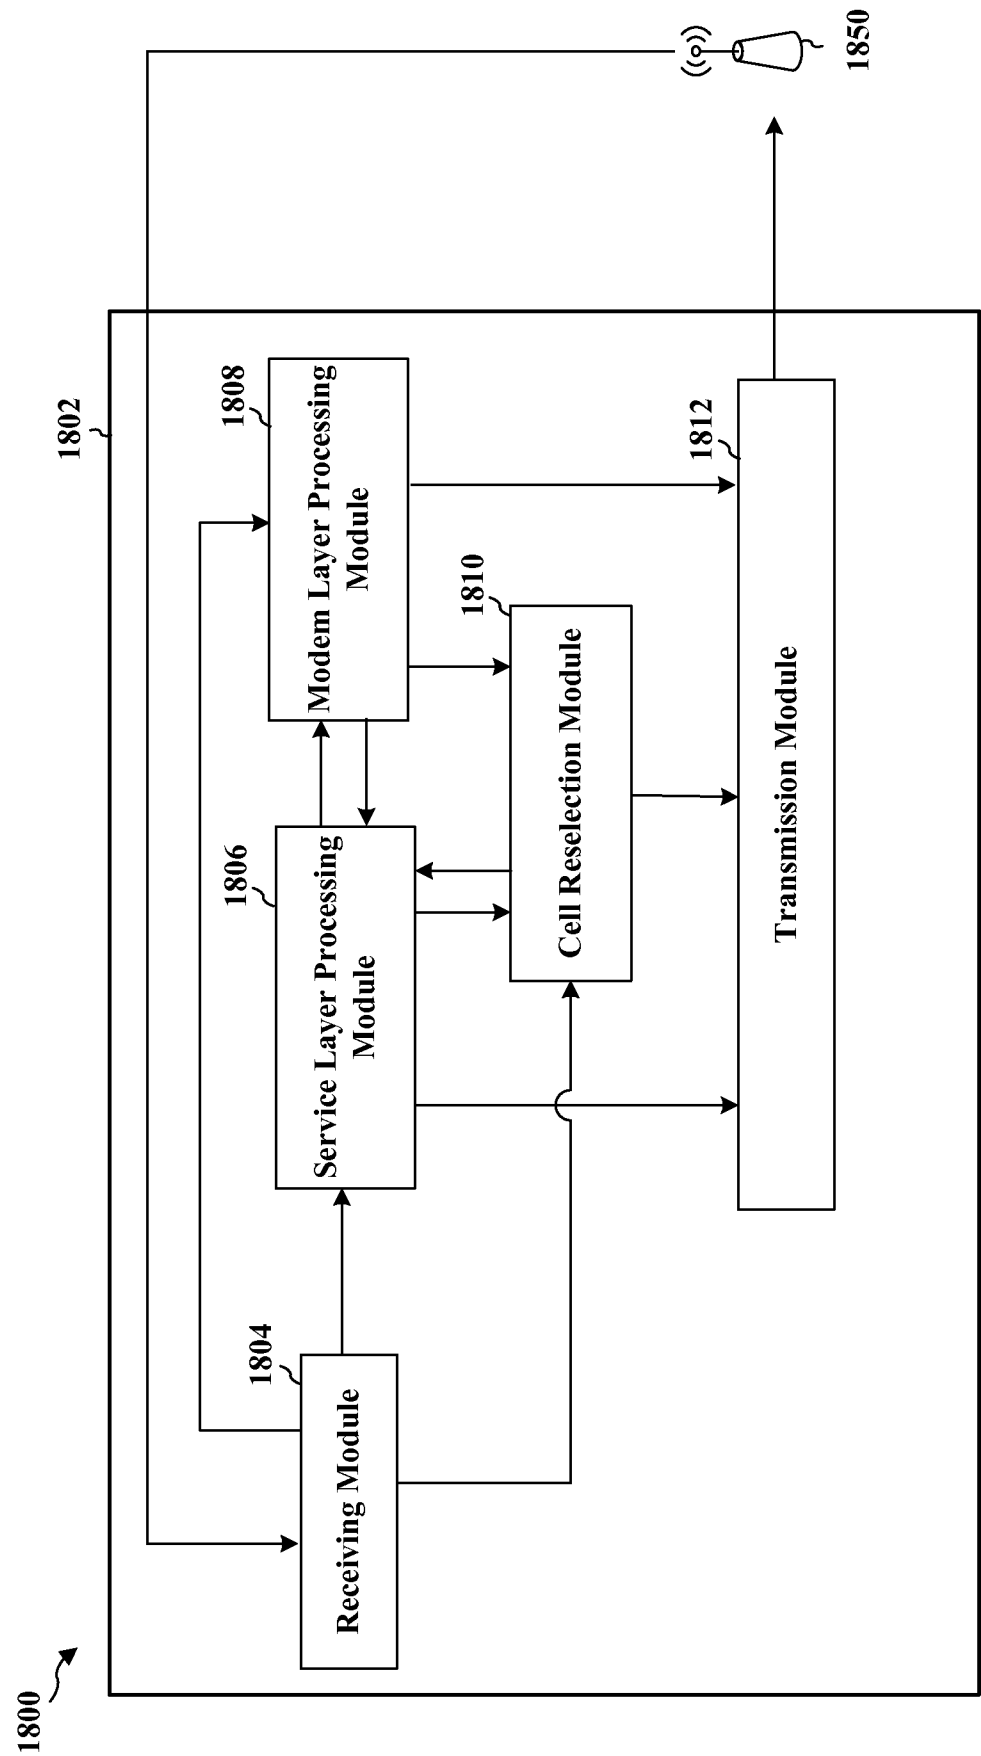 1800
1802
1804
Receiving Module
1806
Service Layer Processing
Module
1808
Modem Layer Processing
Module
1810
Cell Reselection Module
1812
Transmission Module
1850